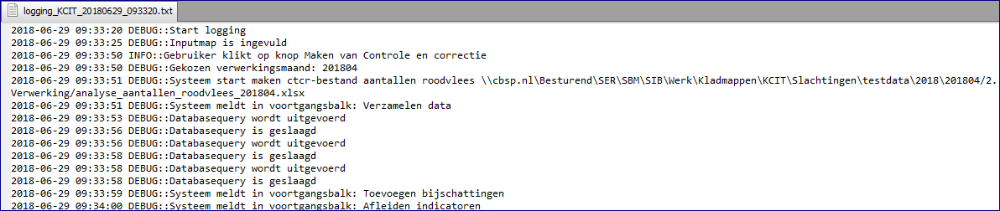 logging_KCIT_20180629_093320.txt
2018-06-29 09:33:20 DEBUG::Start logging
2018-06-29 09:33:25 DEBUG::Inputmap is ingevuld
2018-06-29 09:33:50 INFO::Gebruiker klikt op knop Maken van Controle en correctie
2018-06-29 09:33:50 DEBUG::Gekozen verwerkingsmaand: 201804
2018-06-29 09:33:51 DEBUG::Systeem start maken ctcr-bestand aantallen roodvlees \\cbsp.nl\Besturend\SER\SBM\SIB\Werk\Kladmappen\KCIT\Slachtingen\testdata\2018\201804/2.
Verwerking/analyse_aantallen_roodvlees_201804.xlsx
2018-06-29 09:33:51 DEBUG::Systeem meldt in voortgangsbalk: Verzamelen data
2018-06-29 09:33:53 DEBUG::Databasequery wordt uitgevoerd
2018-06-29 09:33:56 DEBUG::Databasequery is geslaagd
2018-06-29 09:33:56 DEBUG::Databasequery wordt uitgevoerd
2018-06-29 09:33:58 DEBUG::Databasequery is geslaagd
2018-06-29 09:33:58 DEBUG::Databasequery wordt uitgevoerd
2018-06-29 09:33:58 DEBUG::Databasequery is geslaagd
2018-06-29 09:33:59 DEBUG::Systeem meldt in voortgangsbalk: Toevoegen bijschattingen
2018-06-29 09:34:00 DEBUG::Systeem meldt in voortgangsbalk: Afleiden indicatoren